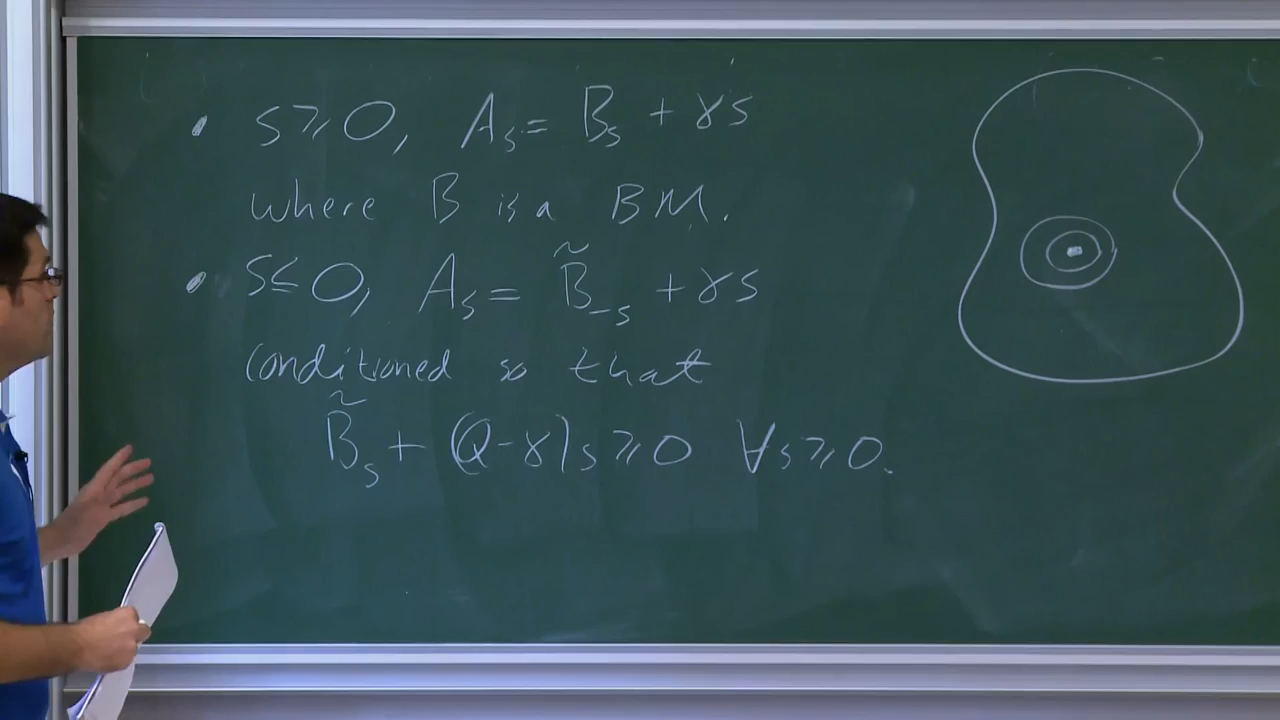 • s ≥ 0, A_s = B_s + γs
where B is a BM.
• s ≤ 0, A_s = B̃_{-s} + γs
conditioned so that
B̃_s + (Q-γ)s ≥ 0 ∀s ≥ 0.